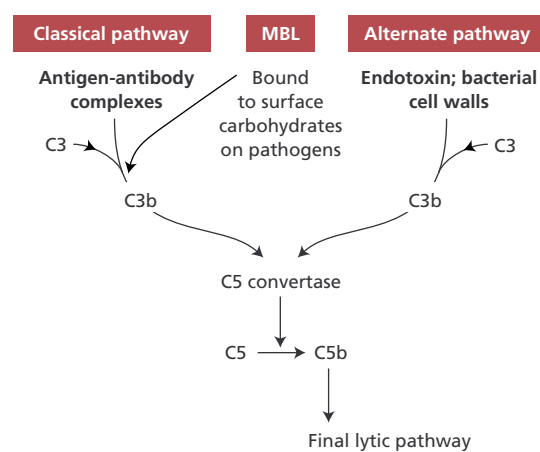 Classical pathway
MBL
Alternate pathway
Antigen-antibody
complexes
Bound
to surface
carbohydrates
on pathogens
Endotoxin; bacterial
cell walls
C3
C3
C3b
C3b
C5 convertase
C5
C5b
Final lytic pathway